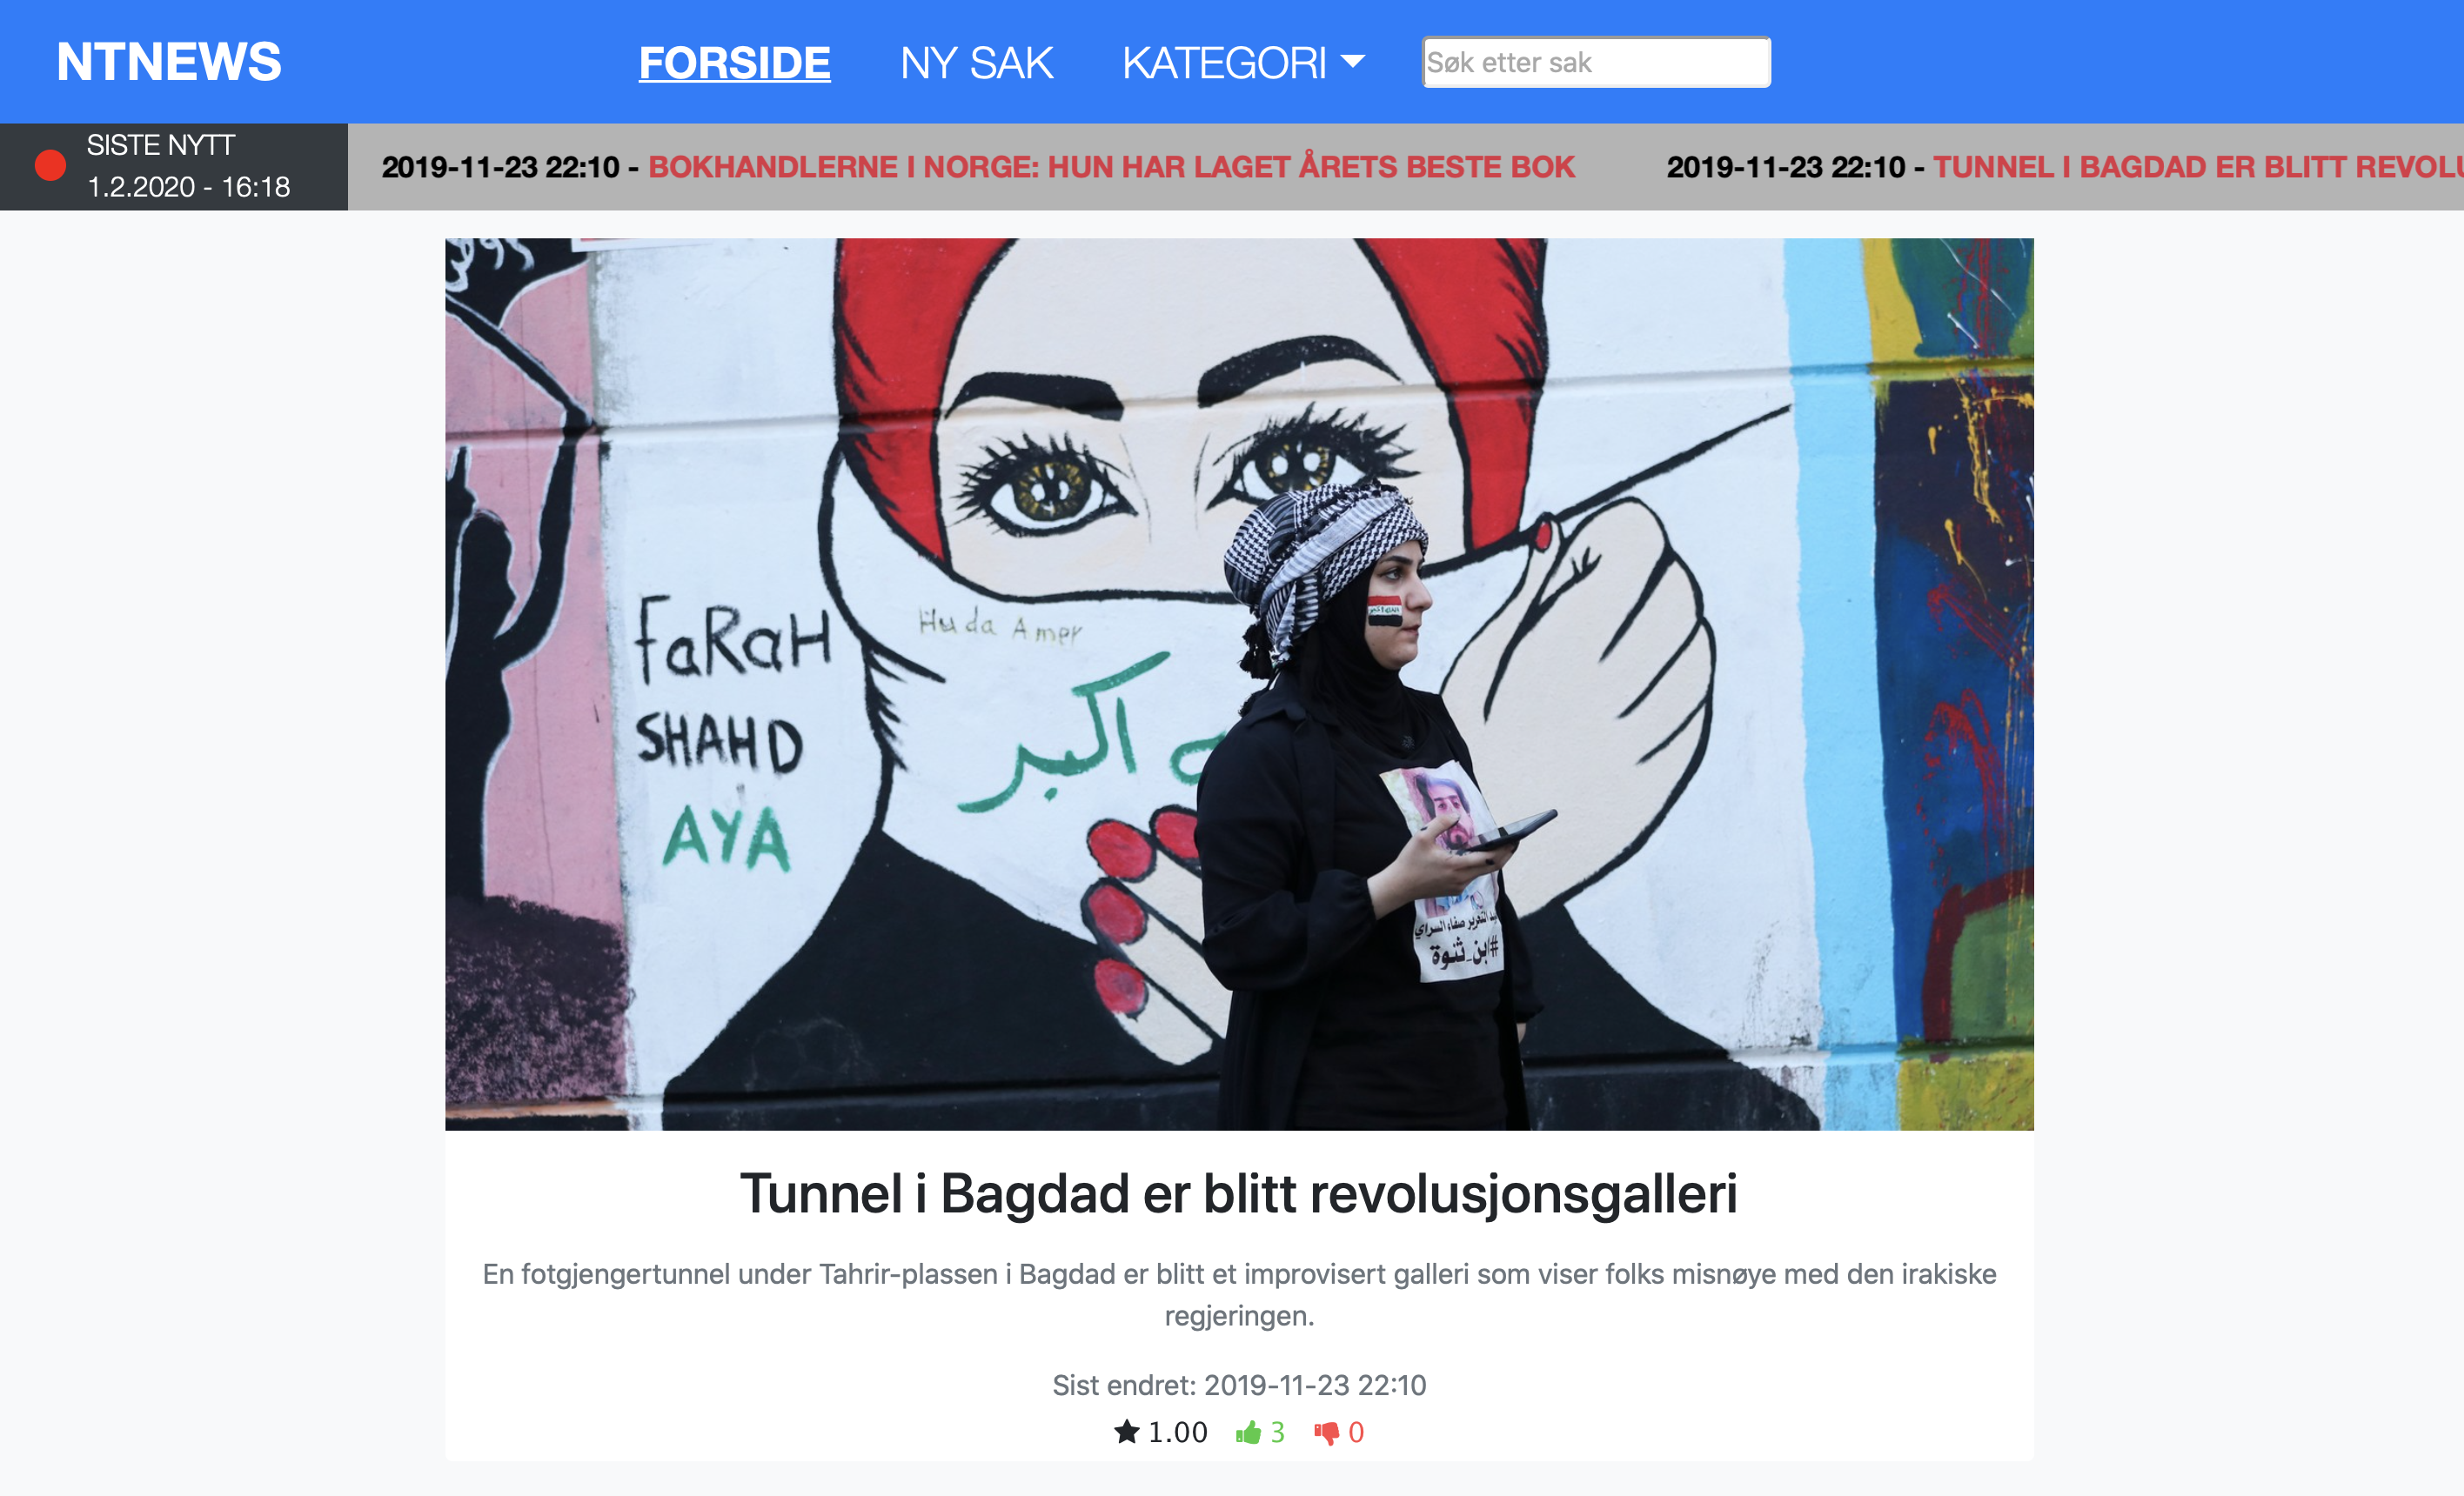 NTNEWS
FORSIDE NY SAK KATEGORI Søk etter sak
SISTE NYTT
1.2.2020 - 16:18
2019-11-23 22:10 - BOKHANDLERNE I NORGE: HUN HAR LAGET ÅRETS BESTE BOK 2019-11-23 22:10 - TUNNEL I BAGDAD ER BLITT
FaRaH
SHAHD
AYA
Huda Amer
اكبر
التحرير صفاء السراي
#ابن_ثنوة
Tunnel i Bagdad er blitt revolusjonsgalleri
En fotgjengertunnel under Tahrir-plassen i Bagdad er blitt et improvisert galleri som viser folks misnøye med den irakiske
regjeringen.
Sist endret: 2019-11-23 22:10
1.00 3 0